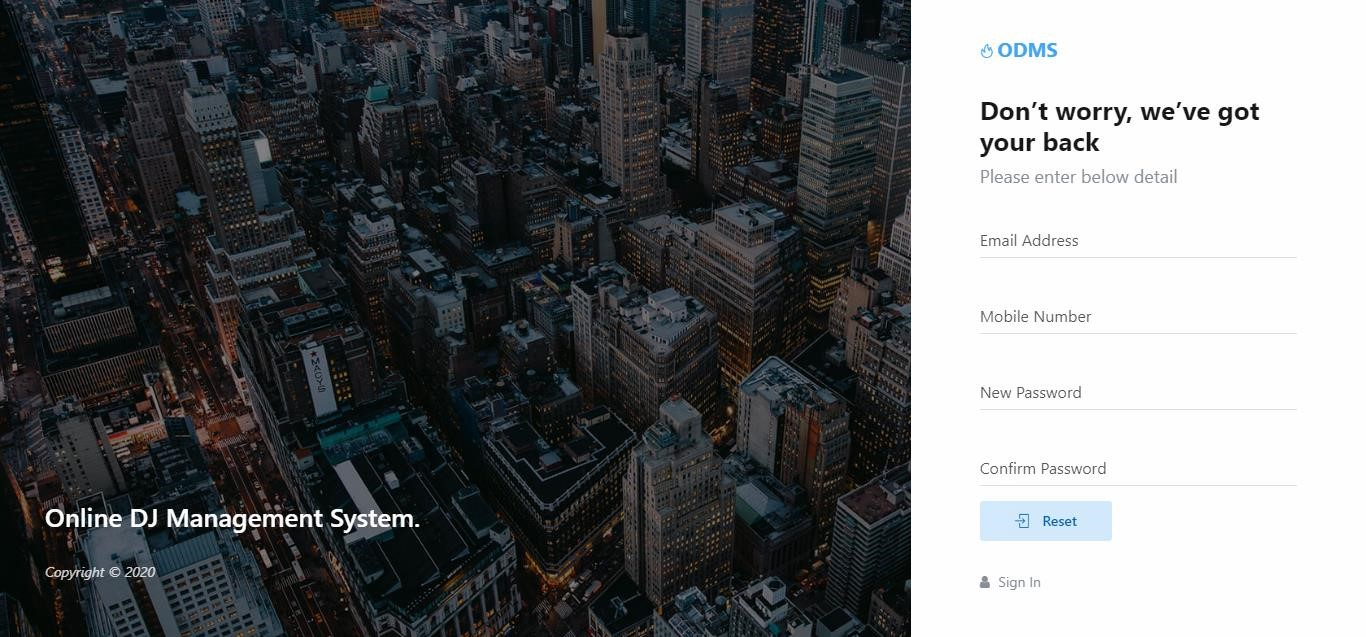 ODMS
Don’t worry, we’ve got
your back
Please enter below detail
Email Address
Mobile Number
New Password
Confirm Password
Reset
Sign In
MACYS
Online DJ Management System.
Copyright © 2020